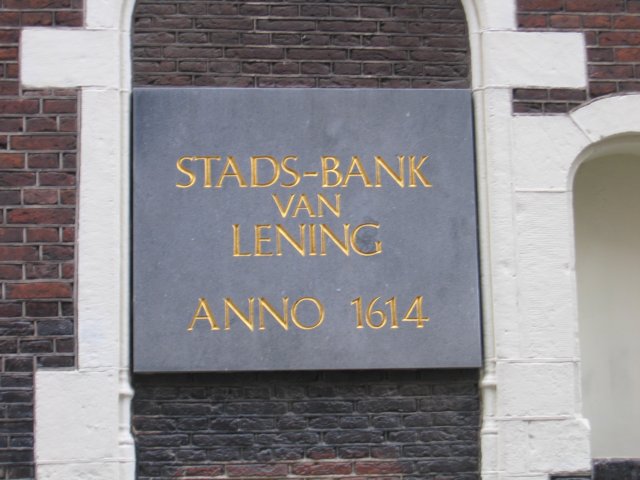 STADS-BANK
VAN
LENING
ANNO 1614